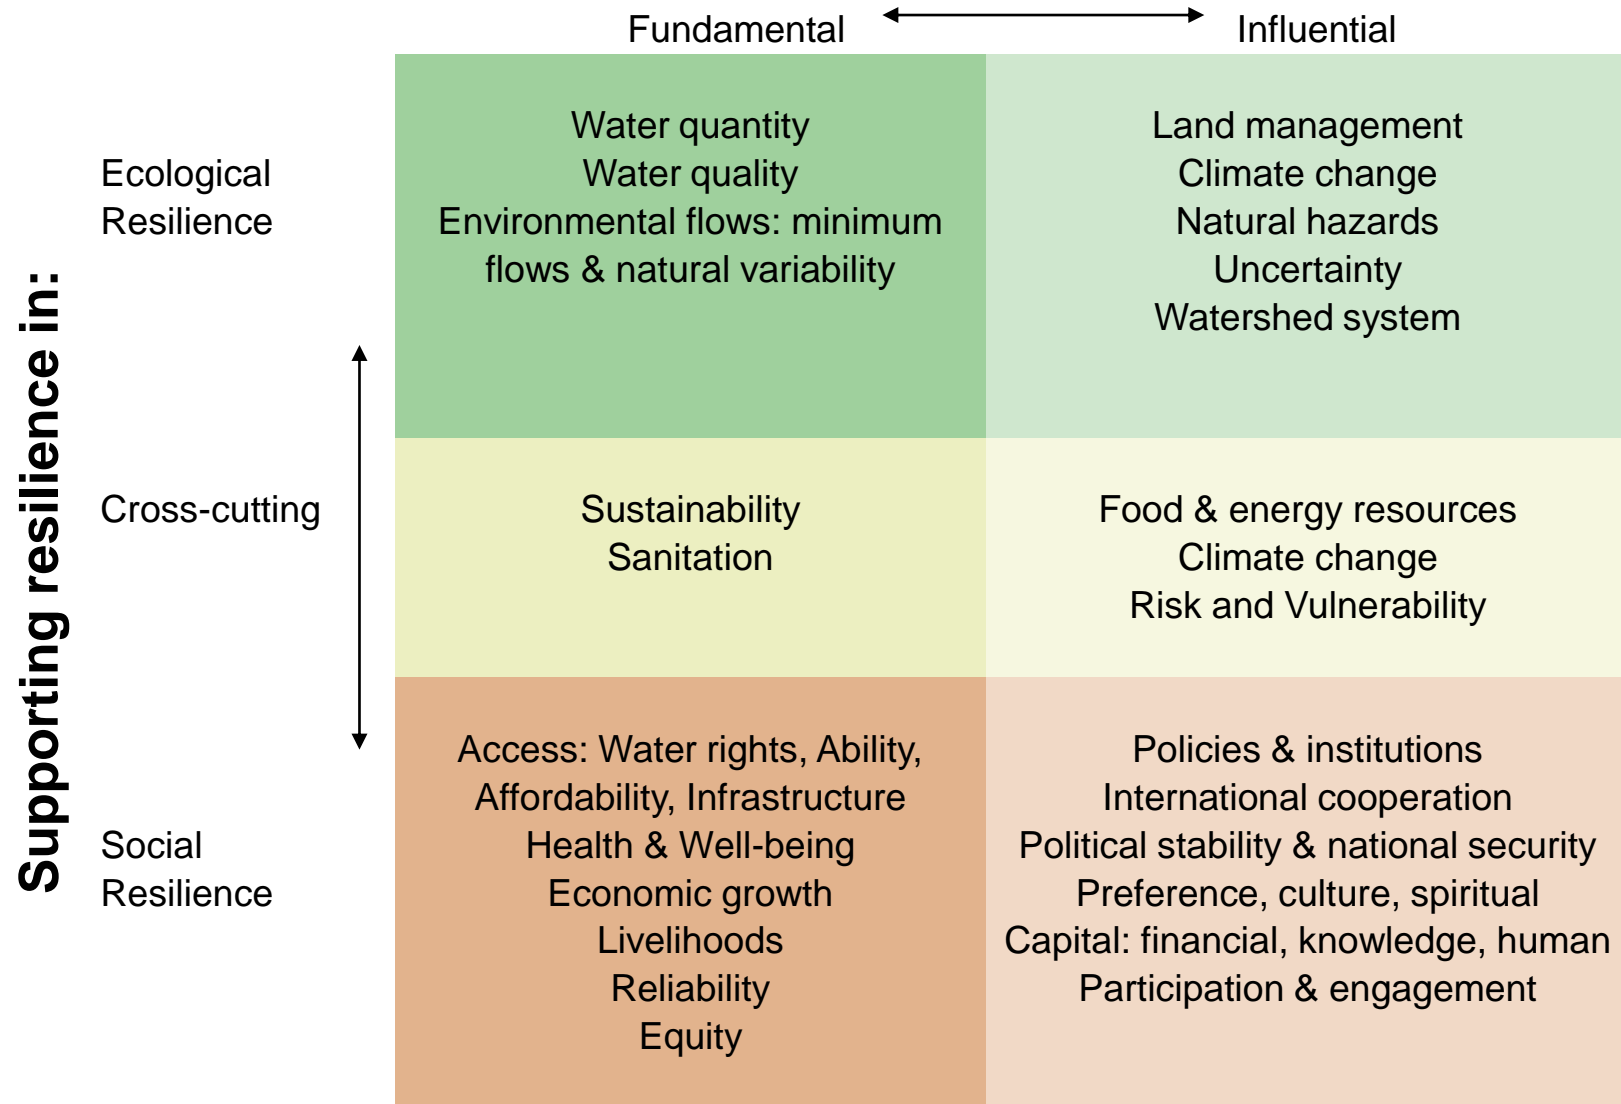 Fundamental
Influential
Supporting resilience in:
Ecological
Resilience
Water quantity
Water quality
Environmental flows: minimum
flows & natural variability
Land management
Climate change
Natural hazards
Uncertainty
Watershed system
Cross-cutting
Sustainability
Sanitation
Food & energy resources
Climate change
Risk and Vulnerability
Social
Resilience
Access: Water rights, Ability,
Affordability, Infrastructure
Health & Well-being
Economic growth
Livelihoods
Reliability
Equity
Policies & institutions
International cooperation
Political stability & national security
Preference, culture, spiritual
Capital: financial, knowledge, human
Participation & engagement